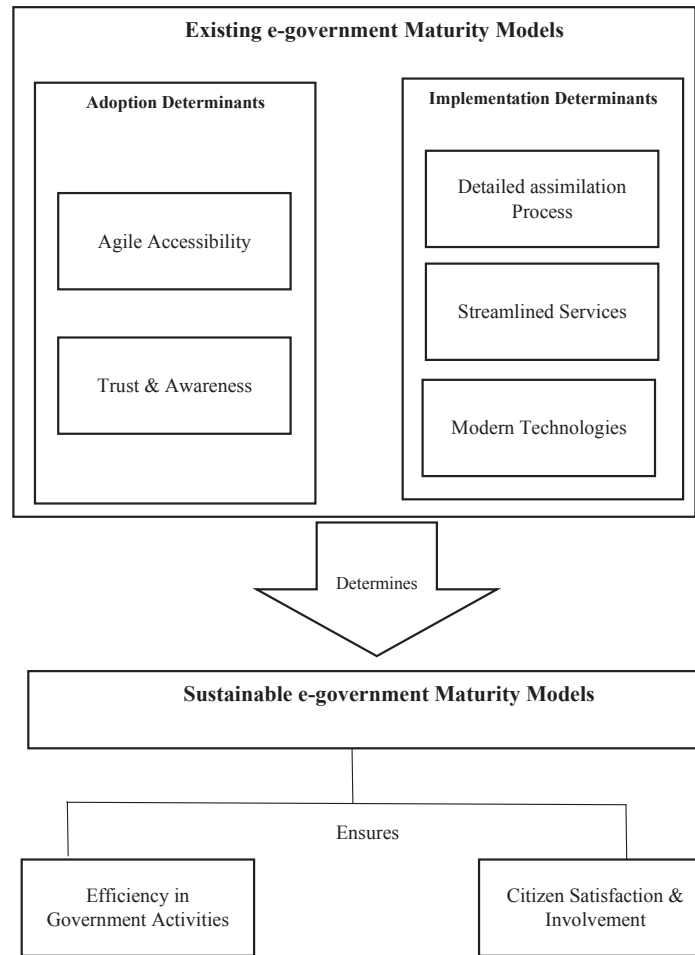 Existing e-government Maturity Models
Adoption Determinants
Agile Accessibility
Trust & Awareness
Implementation Determinants
Detailed assimilation
Process
Streamlined Services
Modern Technologies
Determines
Sustainable e-government Maturity Models
Ensures
Efficiency in
Government Activities
Citizen Satisfaction &
Involvement